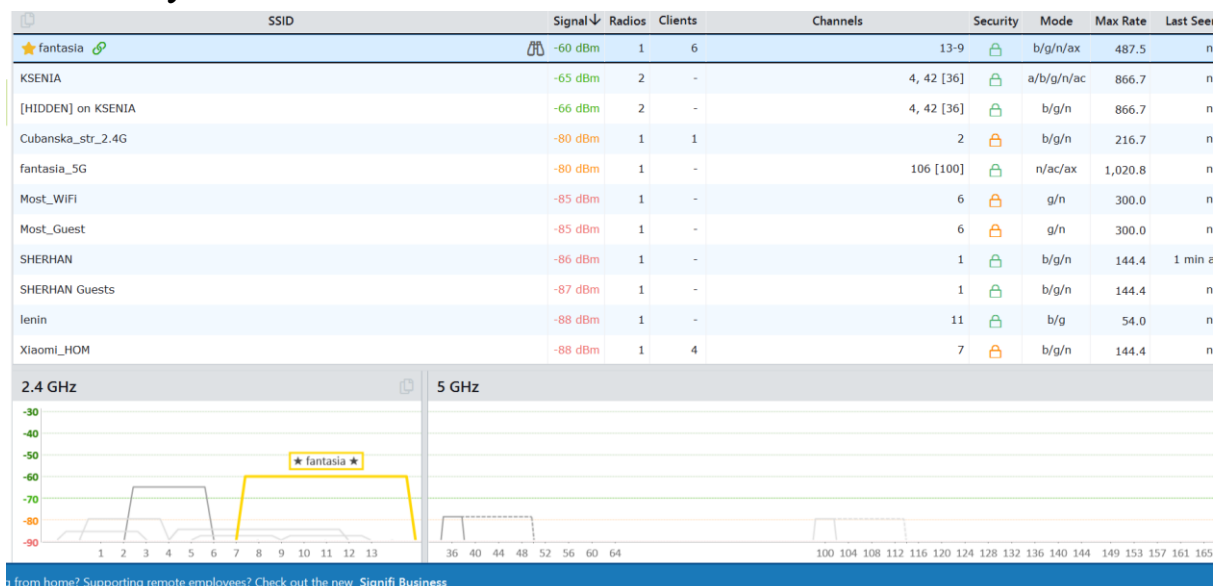 SSID Signal Radios Clients Channels Security Mode Max Rate Last Seen
fantasia -60 dBm 1 6 13-9 b/g/n/ax 487.5 n
KSENIA -65 dBm 2 - 4, 42 [36] a/b/g/n/ac 866.7 n
[HIDDEN] on KSENIA -66 dBm 2 - 4, 42 [36] b/g/n 866.7 n
Cubanska_str_2.4G -80 dBm 1 1 2 b/g/n 216.7 n
fantasia_5G -80 dBm 1 - 106 [100] n/ac/ax 1,020.8 n
Most_WiFi -85 dBm 1 - 6 g/n 300.0 n
Most_Guest -85 dBm 1 - 6 g/n 300.0 n
SHERHAN -86 dBm 1 - 1 b/g/n 144.4 1 min a
SHERHAN Guests -87 dBm 1 - 1 b/g/n 144.4 n
lenin -88 dBm 1 - 11 b/g 54.0 n
Xiaomi_HOM -88 dBm 1 4 7 b/g/n 144.4 n
2.4 GHz 5 GHz
-30
-40
-50
★ fantasia ★
-60
-70
-80
-90
1 2 3 4 5 6 7 8 9 10 11 12 13 36 40 44 48 52 56 60 64 100 104 108 112 116 120 124 128 132 136 140 144 149 153 157 161 165
from home? Supporting remote employees? Check out the new Signifi Business